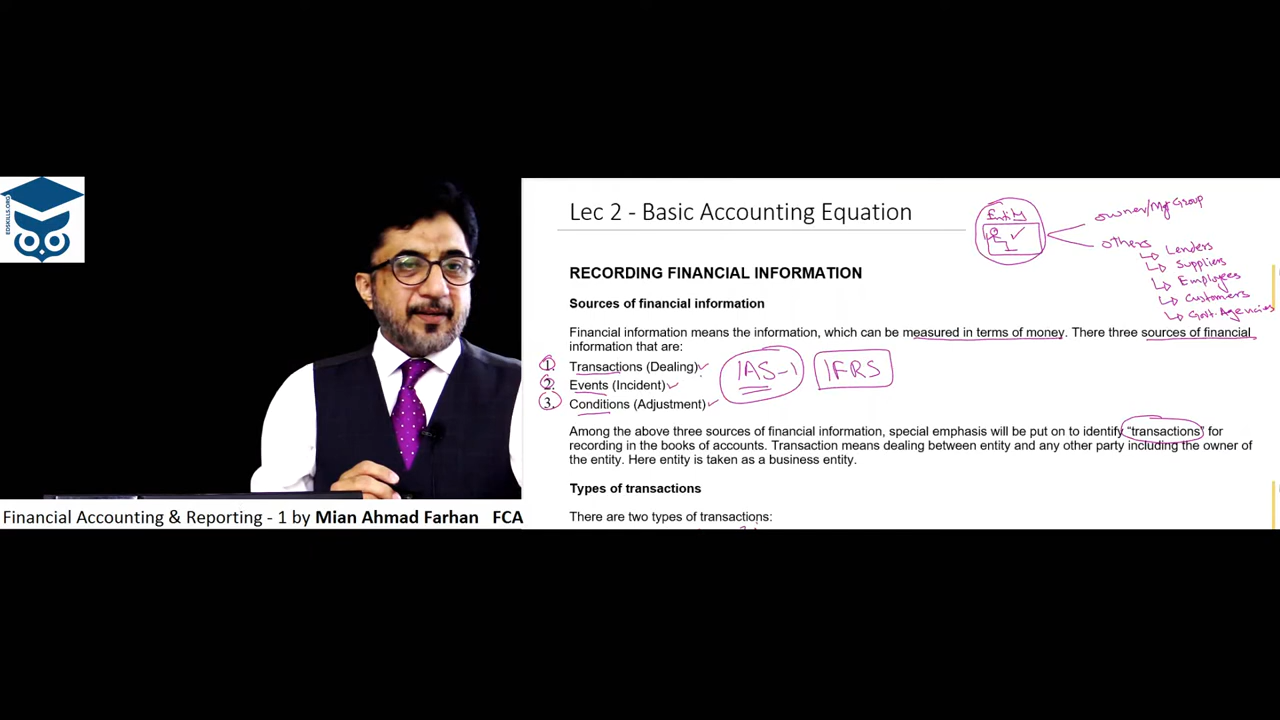 EDSKILLS.ORG
Lec 2 - Basic Accounting Equation
Entity
owner/Mgt Group
others
Lenders
Suppliers
Employees
Customers
Govt. Agencies
RECORDING FINANCIAL INFORMATION
Sources of financial information
Financial information means the information, which can be measured in terms of money. There three sources of financial
information that are:
1. Transactions (Dealing)
2. Events (Incident)
3. Conditions (Adjustment)
IAS-1
IFRS
Among the above three sources of financial information, special emphasis will be put on to identify “transactions” for
recording in the books of accounts. Transaction means dealing between entity and any other party including the owner of
the entity. Here entity is taken as a business entity.
Types of transactions
There are two types of transactions:
Financial Accounting & Reporting - 1 by Mian Ahmad Farhan FCA